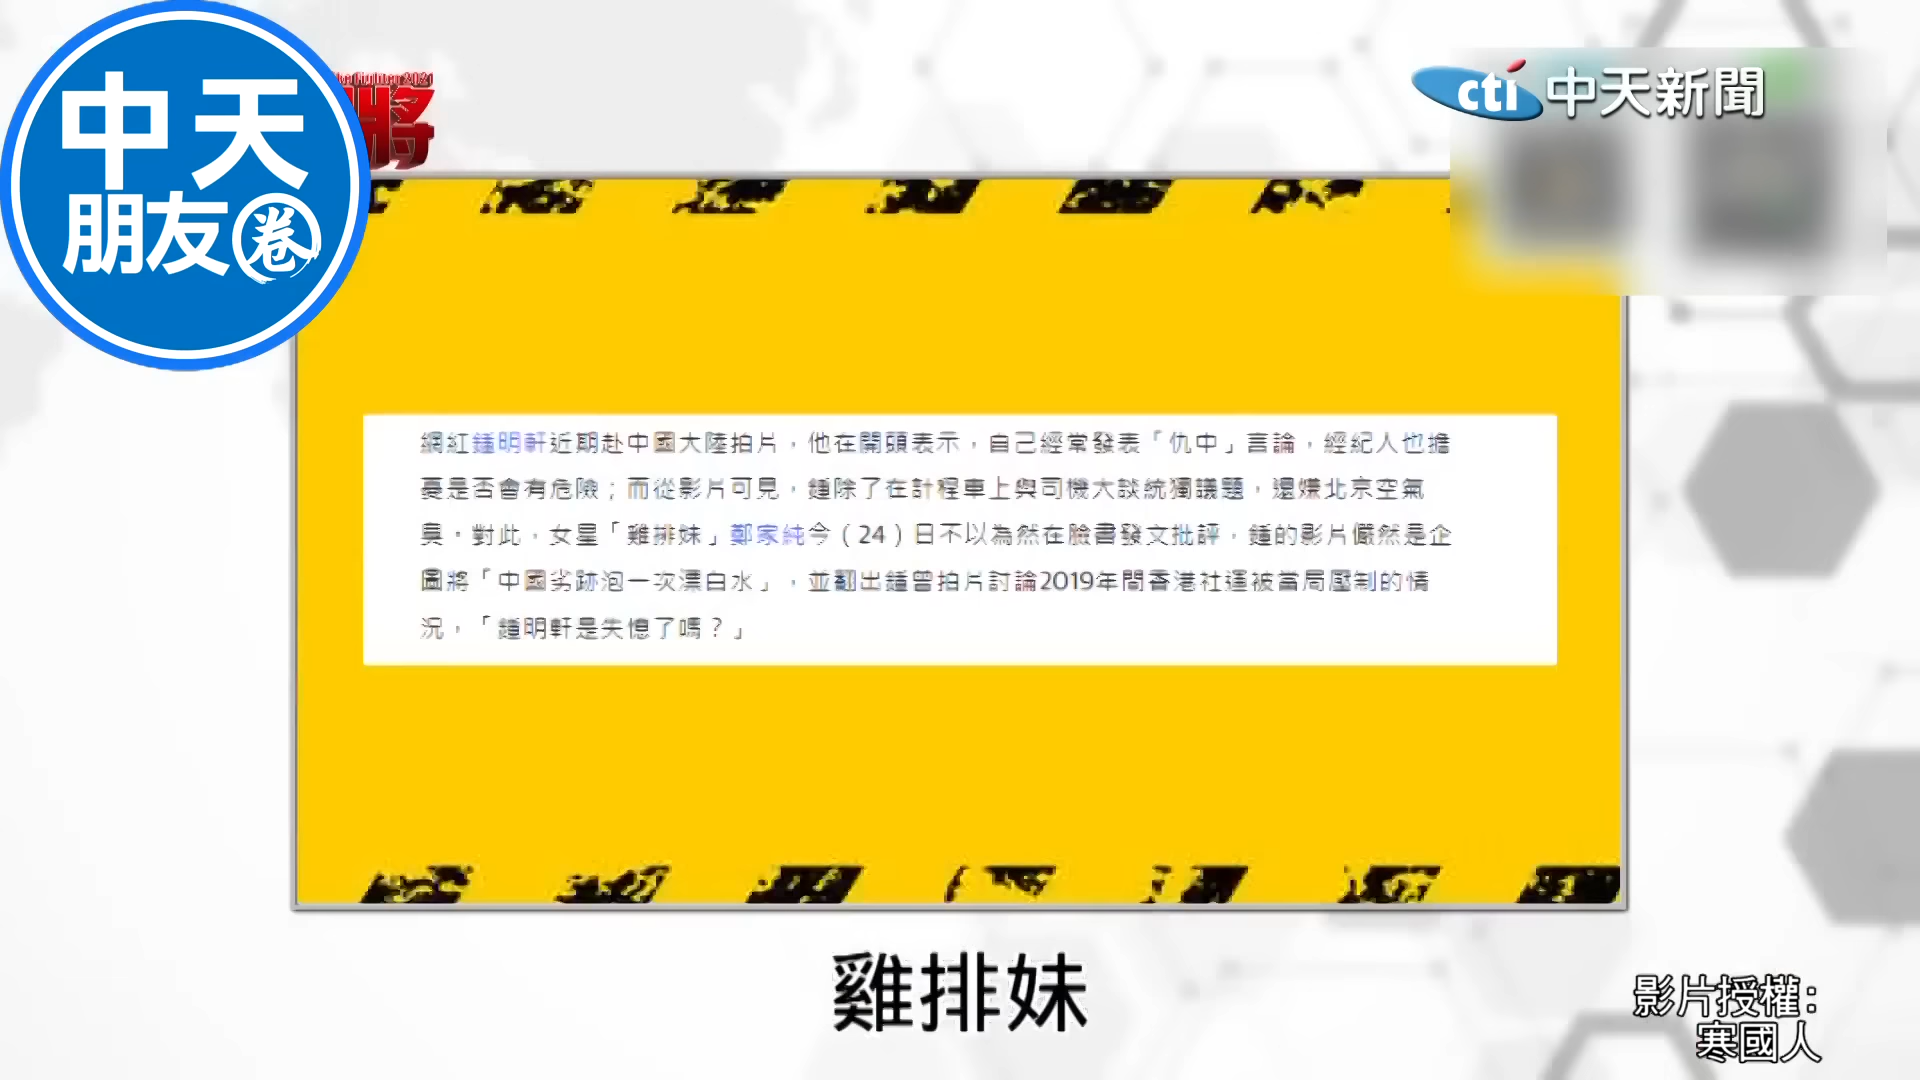 中天
朋友卷
The Fighter 2021
將
cti 中天新聞
網紅鍾明軒近期赴中國大陸拍片，他在開頭表示，自己經常發表「仇中」言論，經紀人也擔
憂是否會有危險；而從影片可見，鍾除了在計程車上與司機大談統獨議題，還嫌北京空氣
臭。對此，女星「雞排妹」鄭家純今（24）日不以為然在臉書發文批評，鍾的影片儼然是企
圖將「中國劣跡泡一次漂白水」，並翻出鍾曾拍片討論2019年間香港社運被當局壓制的情
況，「鍾明軒是失憶了嗎？」
雞排妹
影片授權:
寒國人